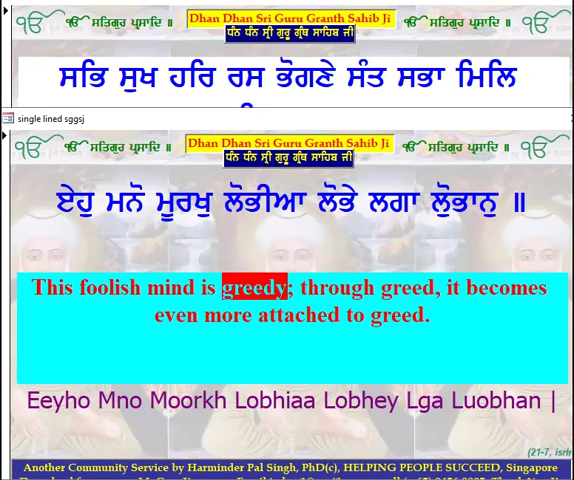 ੴ ਸਤਿਗੁਰ ਪ੍ਰਸਾਦਿ ॥ Dhan Dhan Sri Guru Granth Sahib Ji ੴ ਸਤਿਗੁਰ ਪ੍ਰਸਾਦਿ ॥ ੴ
ਧੰਨ ਧੰਨ ਸ੍ਰੀ ਗੁਰੂ ਗ੍ਰੰਥ ਸਾਹਿਬ ਜੀ
ਸਭਿ ਸੁਖ ਹਰਿ ਰਸ ਭੋਗਣੇ ਸੰਤ ਸਭਾ ਮਿਲਿ
single lined sggsj
ੴ ੴ ਸਤਿਗੁਰ ਪ੍ਰਸਾਦਿ ॥ Dhan Dhan Sri Guru Granth Sahib Ji ੴ ਸਤਿਗੁਰ ਪ੍ਰਸਾਦਿ ॥ ੴ
ਧੰਨ ਧੰਨ ਸ੍ਰੀ ਗੁਰੂ ਗ੍ਰੰਥ ਸਾਹਿਬ ਜੀ
ਏਹੁ ਮਨੋ ਮੂਰਖੁ ਲੋਭੀਆ ਲੋਭੇ ਲਗਾ ਲੋੁਭਾਨੁ ॥
This foolish mind is greedy; through greed, it becomes
even more attached to greed.
Eeyho Mno Moorkh Lobhiaa Lobhey Lga Luobhan |
(21-7,
Another Community Service by Harminder Pal Singh, PhD(c), HELPING PEOPLE SUCCEED, Singapore